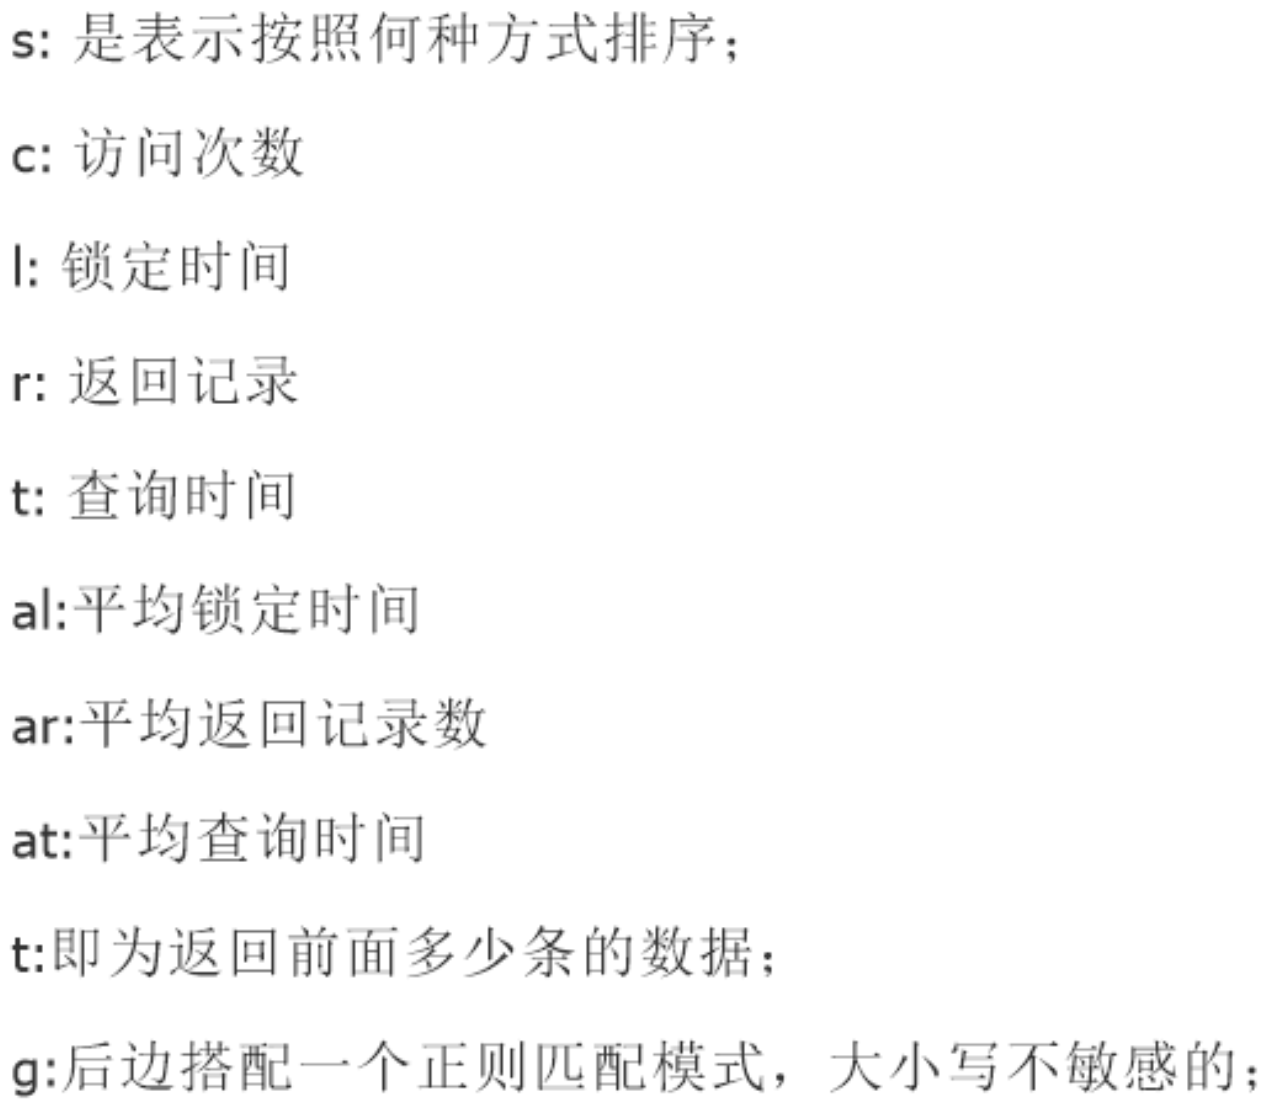 s: 是表示按照何种方式排序；
c: 访问次数
l: 锁定时间
r: 返回记录
t: 查询时间
al:平均锁定时间
ar:平均返回记录数
at:平均查询时间
t:即为返回前面多少条的数据；
g:后边搭配一个正则匹配模式，大小写不敏感的；